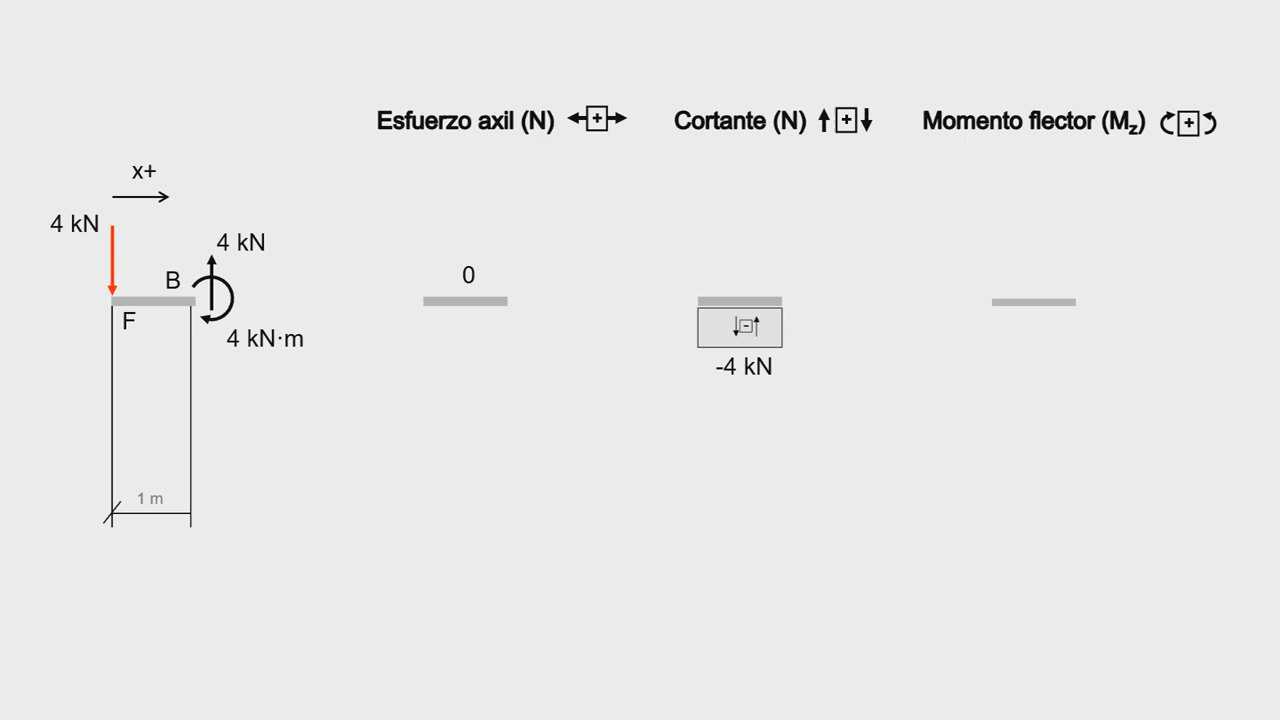 Esfuerzo axil (N) +
Cortante (N) +
Momento flector (Mz) +
x+
4 kN
4 kN
B
F
4 kN·m
0
-
-4 kN
1 m